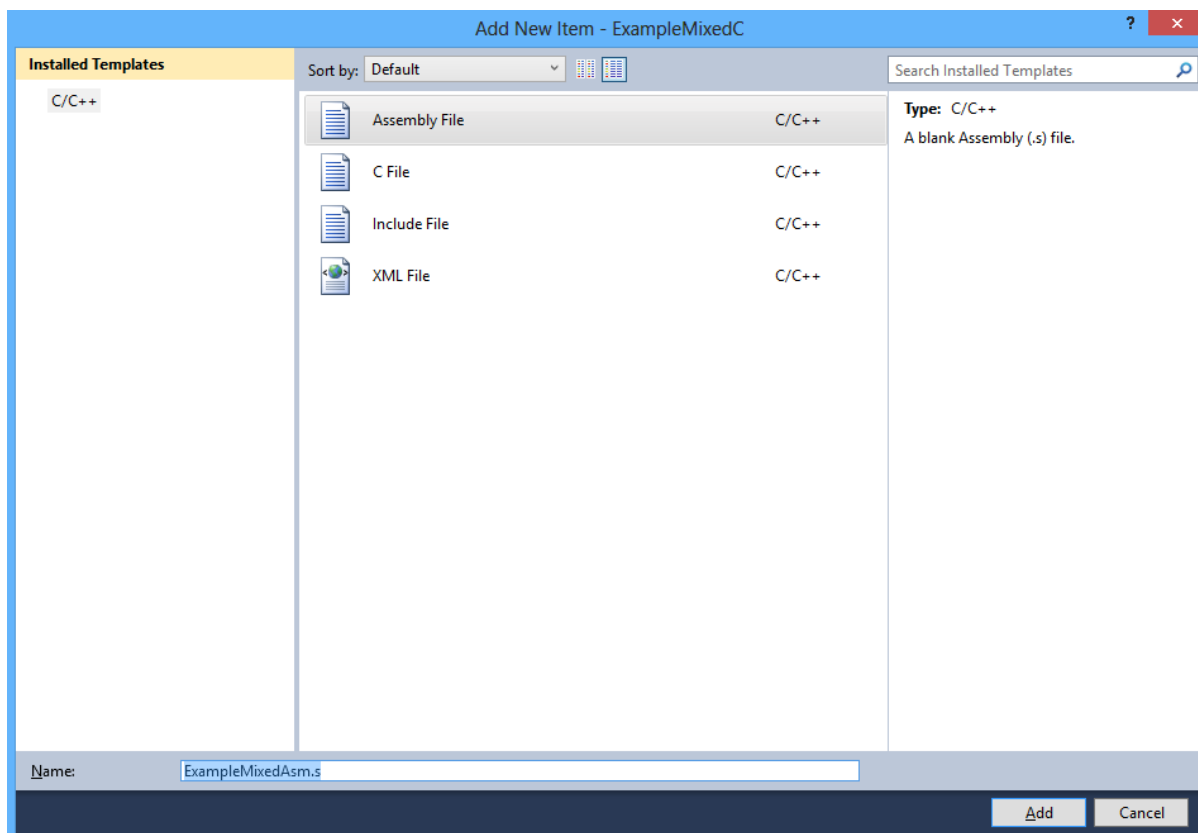 Add New Item - ExampleMixedC
?
Installed Templates
Sort by: Default
Search Installed Templates
C/C++
Assembly File C/C++
Type: C/C++
A blank Assembly (.s) file.
C File C/C++
Include File C/C++
XML File C/C++
Name: ExampleMixedAsm.s
Add Cancel